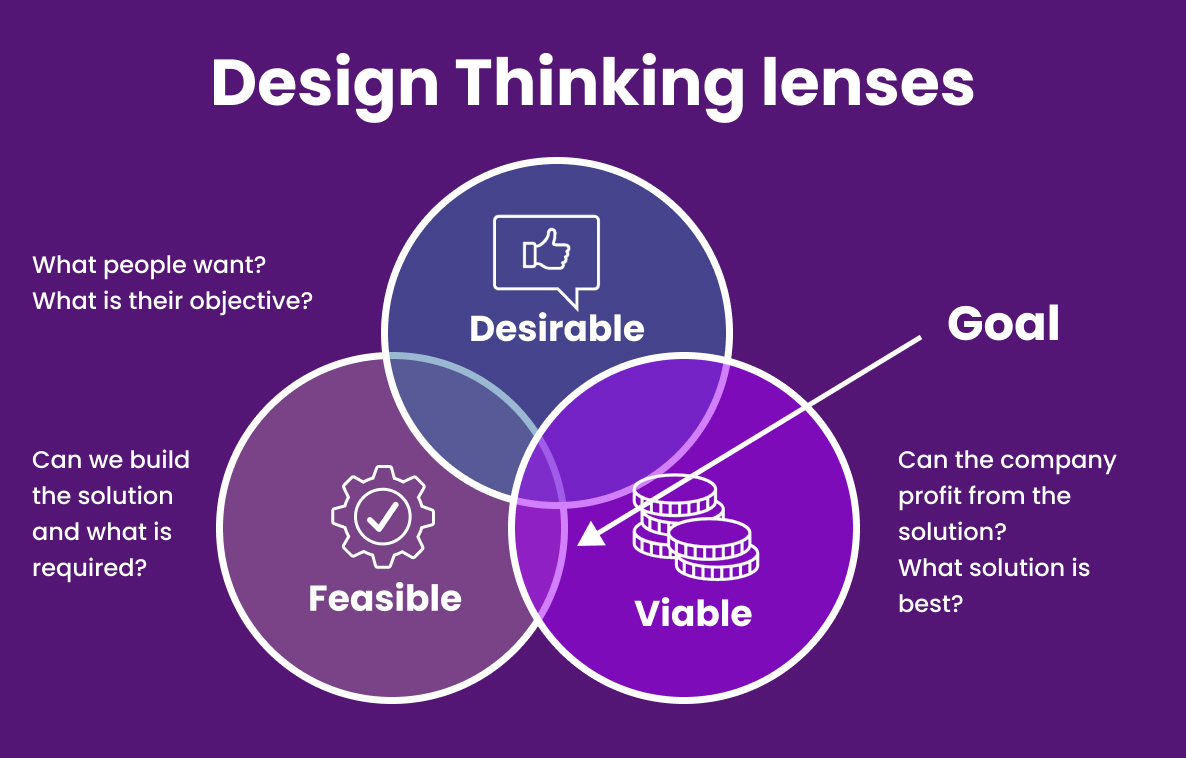 Design Thinking lenses
What people want?
What is their objective?
Desirable
Goal
Can we build
the solution
and what is
required?
Feasible
Viable
Can the company
profit from the
solution?
What solution is
best?